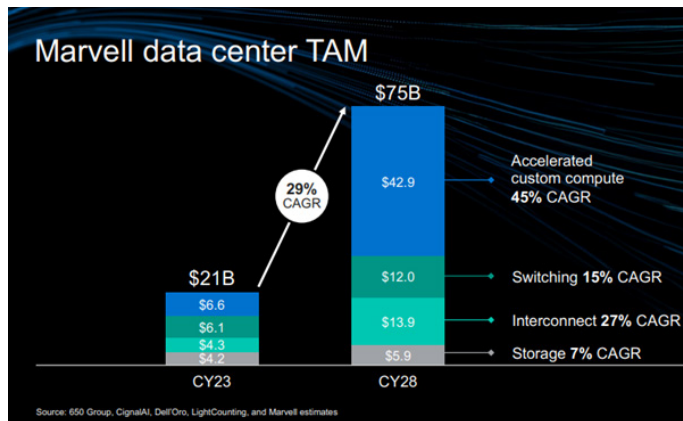 Marvell data center TAM
$75B
29%
CAGR
$42.9
Accelerated
custom compute
45% CAGR
$21B
$12.0
Switching 15% CAGR
$6.6
$6.1
$13.9
Interconnect 27% CAGR
$4.3
$4.2
$5.9
Storage 7% CAGR
CY23
CY28
Source: 650 Group, CignalAI, Dell'Oro, LightCounting, and Marvell estimates